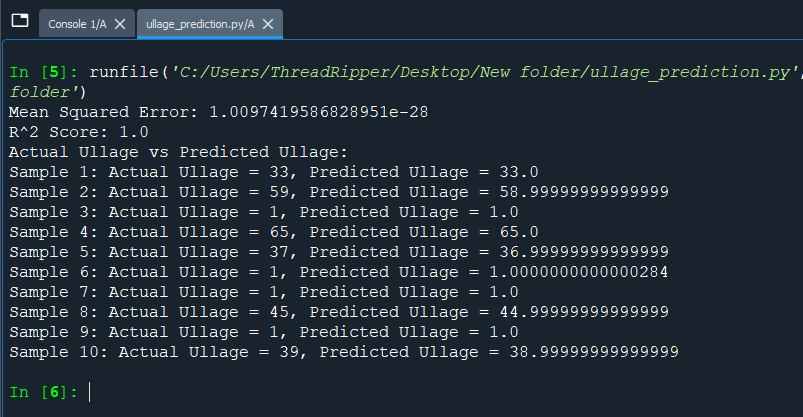 Console 1/A
ullage_prediction.py/A
In [5]: runfile('C:/Users/ThreadRipper/Desktop/New folder/ullage_prediction.py',
folder')
Mean Squared Error: 1.0097419586828951e-28
R^2 Score: 1.0
Actual Ullage vs Predicted Ullage:
Sample 1: Actual Ullage = 33, Predicted Ullage = 33.0
Sample 2: Actual Ullage = 59, Predicted Ullage = 58.99999999999999
Sample 3: Actual Ullage = 1, Predicted Ullage = 1.0
Sample 4: Actual Ullage = 65, Predicted Ullage = 65.0
Sample 5: Actual Ullage = 37, Predicted Ullage = 36.99999999999999
Sample 6: Actual Ullage = 1, Predicted Ullage = 1.0000000000000284
Sample 7: Actual Ullage = 1, Predicted Ullage = 1.0
Sample 8: Actual Ullage = 45, Predicted Ullage = 44.99999999999999
Sample 9: Actual Ullage = 1, Predicted Ullage = 1.0
Sample 10: Actual Ullage = 39, Predicted Ullage = 38.99999999999999
In [6]: